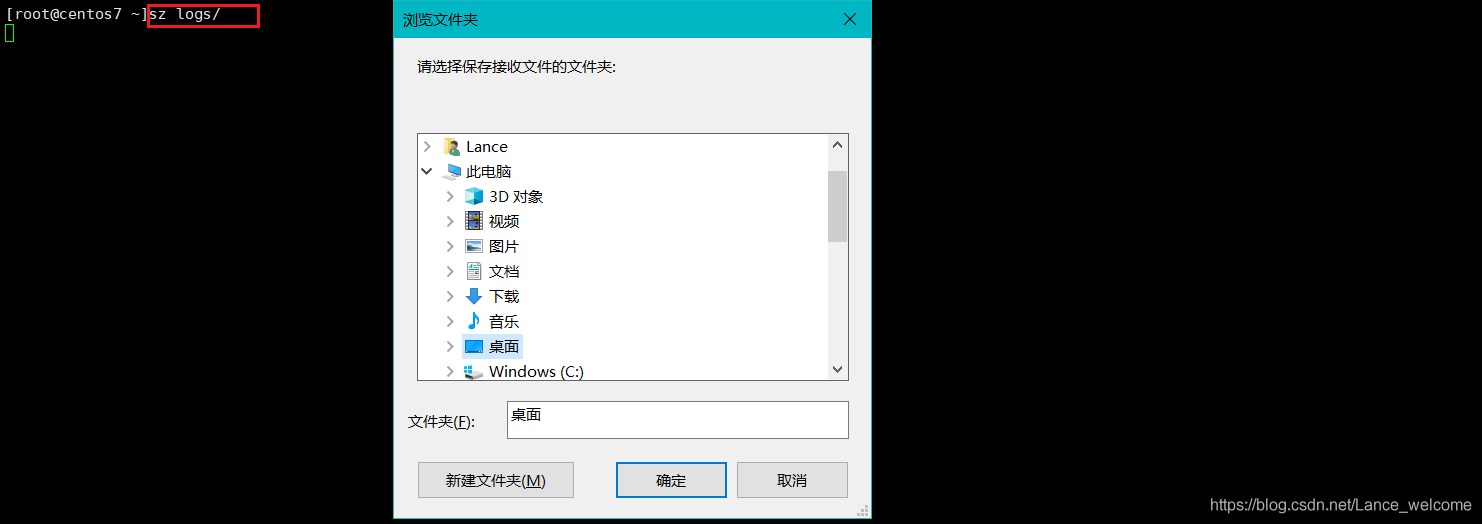 [root@centos7 ~]sz logs/
浏览文件夹
请选择保存接收文件的文件夹:
Lance
此电脑
3D 对象
视频
图片
文档
下载
音乐
桌面
Windows (C:)
文件夹(F): 桌面
新建文件夹(M) 确定 取消
https://blog.csdn.net/Lance_welcome